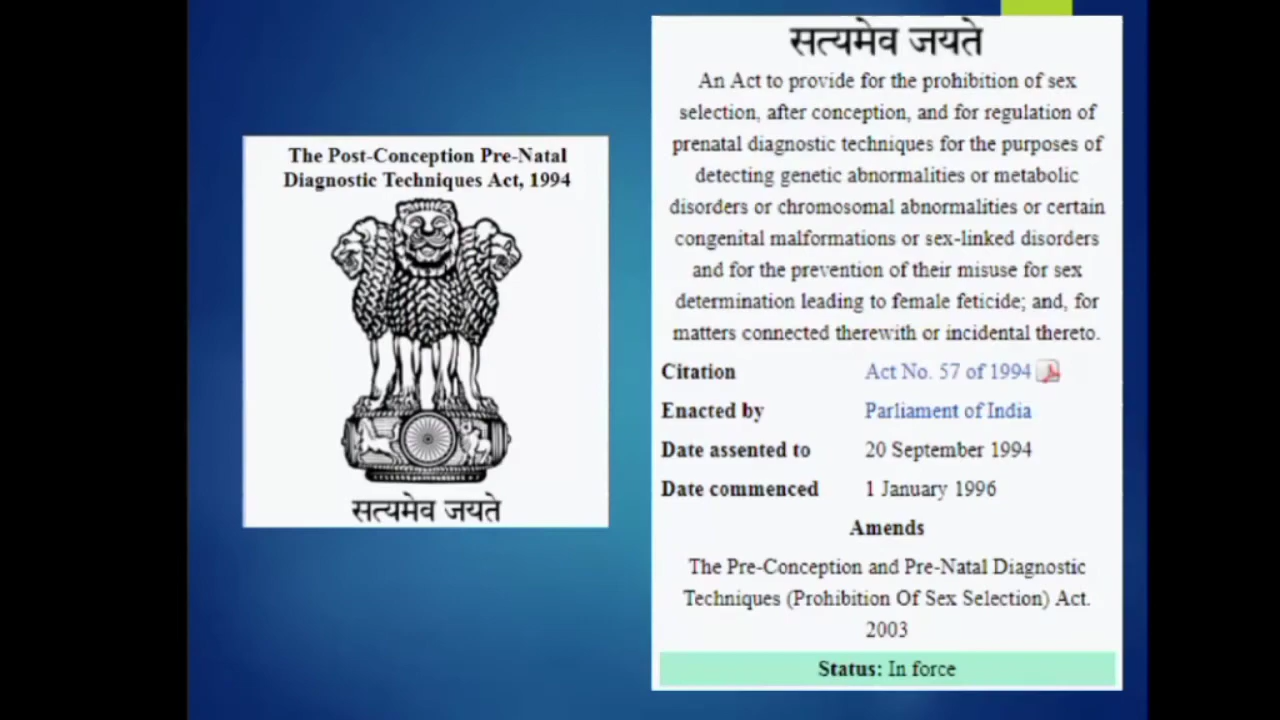 The Post-Conception Pre-Natal
Diagnostic Techniques Act, 1994
सत्यमेव जयते
सत्यमेव जयते
An Act to provide for the prohibition of sex
selection, after conception, and for regulation of
prenatal diagnostic techniques for the purposes of
detecting genetic abnormalities or metabolic
disorders or chromosomal abnormalities or certain
congenital malformations or sex-linked disorders
and for the prevention of their misuse for sex
determination leading to female feticide; and, for
matters connected therewith or incidental thereto.
Citation Act No. 57 of 1994
Enacted by Parliament of India
Date assented to 20 September 1994
Date commenced 1 January 1996
Amends
The Pre-Conception and Pre-Natal Diagnostic
Techniques (Prohibition Of Sex Selection) Act.
2003
Status: In force